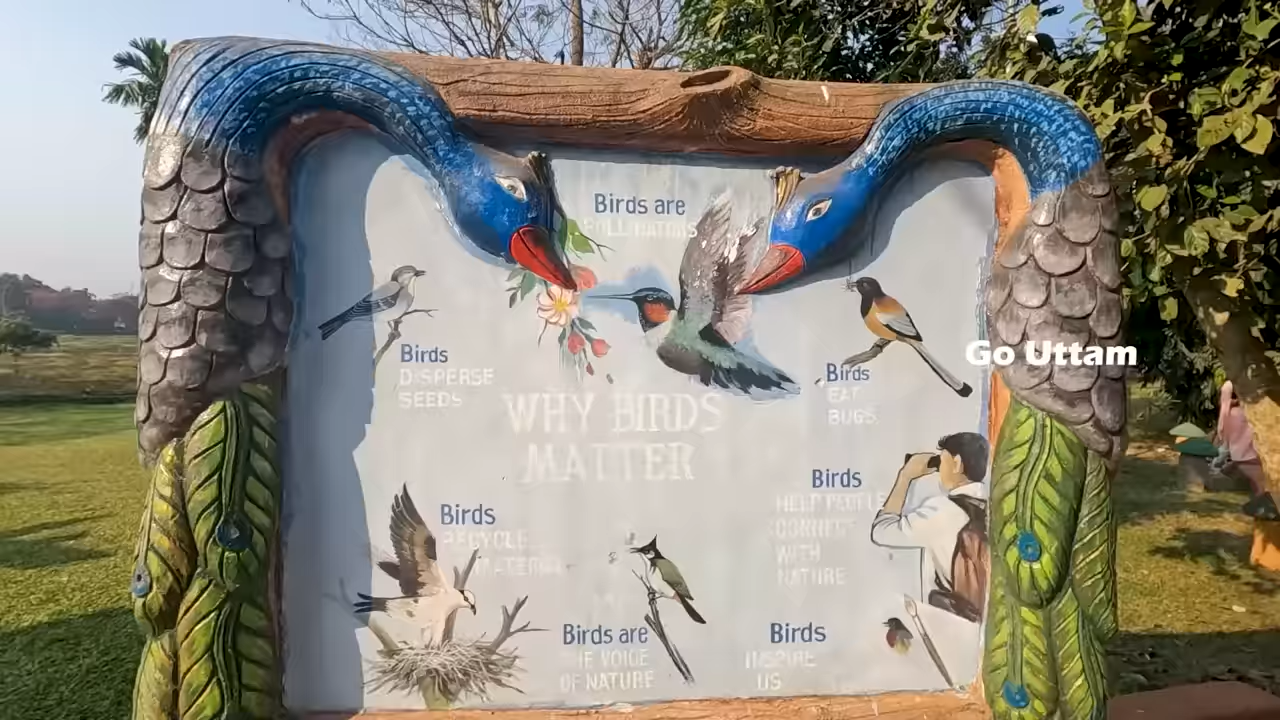 Birds are
POLLINATORS
Birds
DISPERSE
SEEDS
Birds
EAT
BUGS.
WHY BIRDS
MATTER
Birds
HELP PEOPLE
CONNECT
WITH
NATURE
Birds
RECYCLE
Birds are
THE VOICE
OF NATURE
Birds
INSPIRE
US
Go Uttam